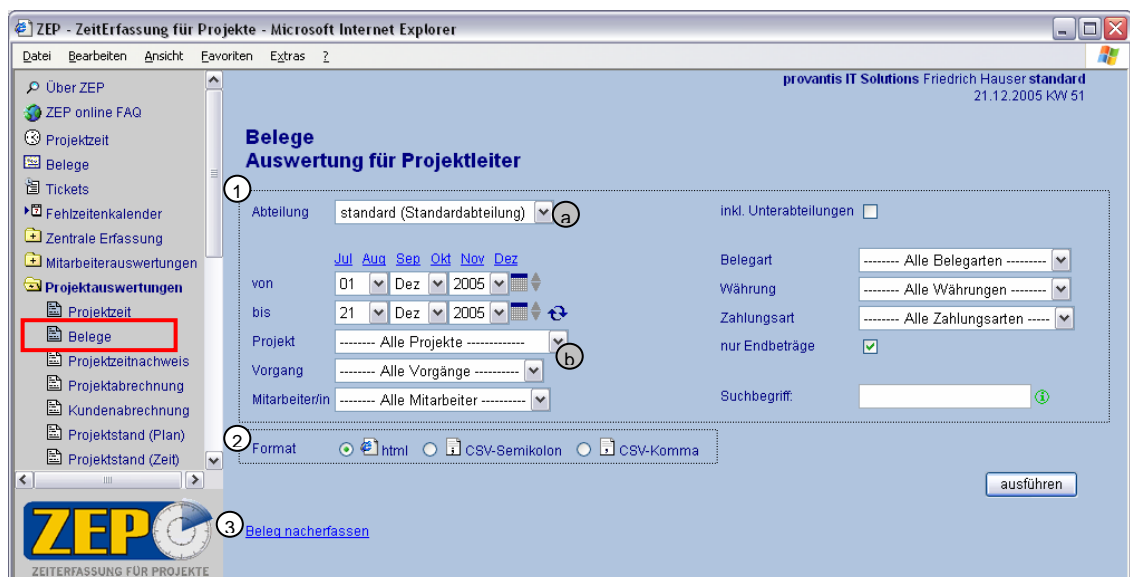 ZEP - ZeitErfassung für Projekte - Microsoft Internet Explorer
Datei Bearbeiten Ansicht Favoriten Extras ?
Über ZEP
ZEP online FAQ
Projektzeit
Belege
Tickets
Fehlzeitenkalender
Zentrale Erfassung
Mitarbeiterauswertungen
Projektauswertungen
Projektzeit
Belege
Projektzeitnachweis
Projektabrechnung
Kundenabrechnung
Projektstand (Plan)
Projektstand (Zeit)
ZEP
ZEITERFASSUNG FÜR PROJEKTE
provantis IT Solutions Friedrich Hauser standard
21.12.2005 KW 51
Belege
Auswertung für Projektleiter
1
Abteilung standard (Standardabteilung) a inkl. Unterabteilungen
Jul Aug Sep Okt Nov Dez
von 01 Dez 2005
bis 21 Dez 2005
Projekt -------- Alle Projekte -------------
b
Vorgang -------- Alle Vorgänge ----------
Mitarbeiter/in -------- Alle Mitarbeiter ----------
Belegart -------- Alle Belegarten ---------
Währung -------- Alle Währungen --------
Zahlungsart -------- Alle Zahlungsarten -----
nur Endbeträge
Suchbegriff:
2
Format html CSV-Semikolon CSV-Komma
ausführen
3
Beleg nacherfassen